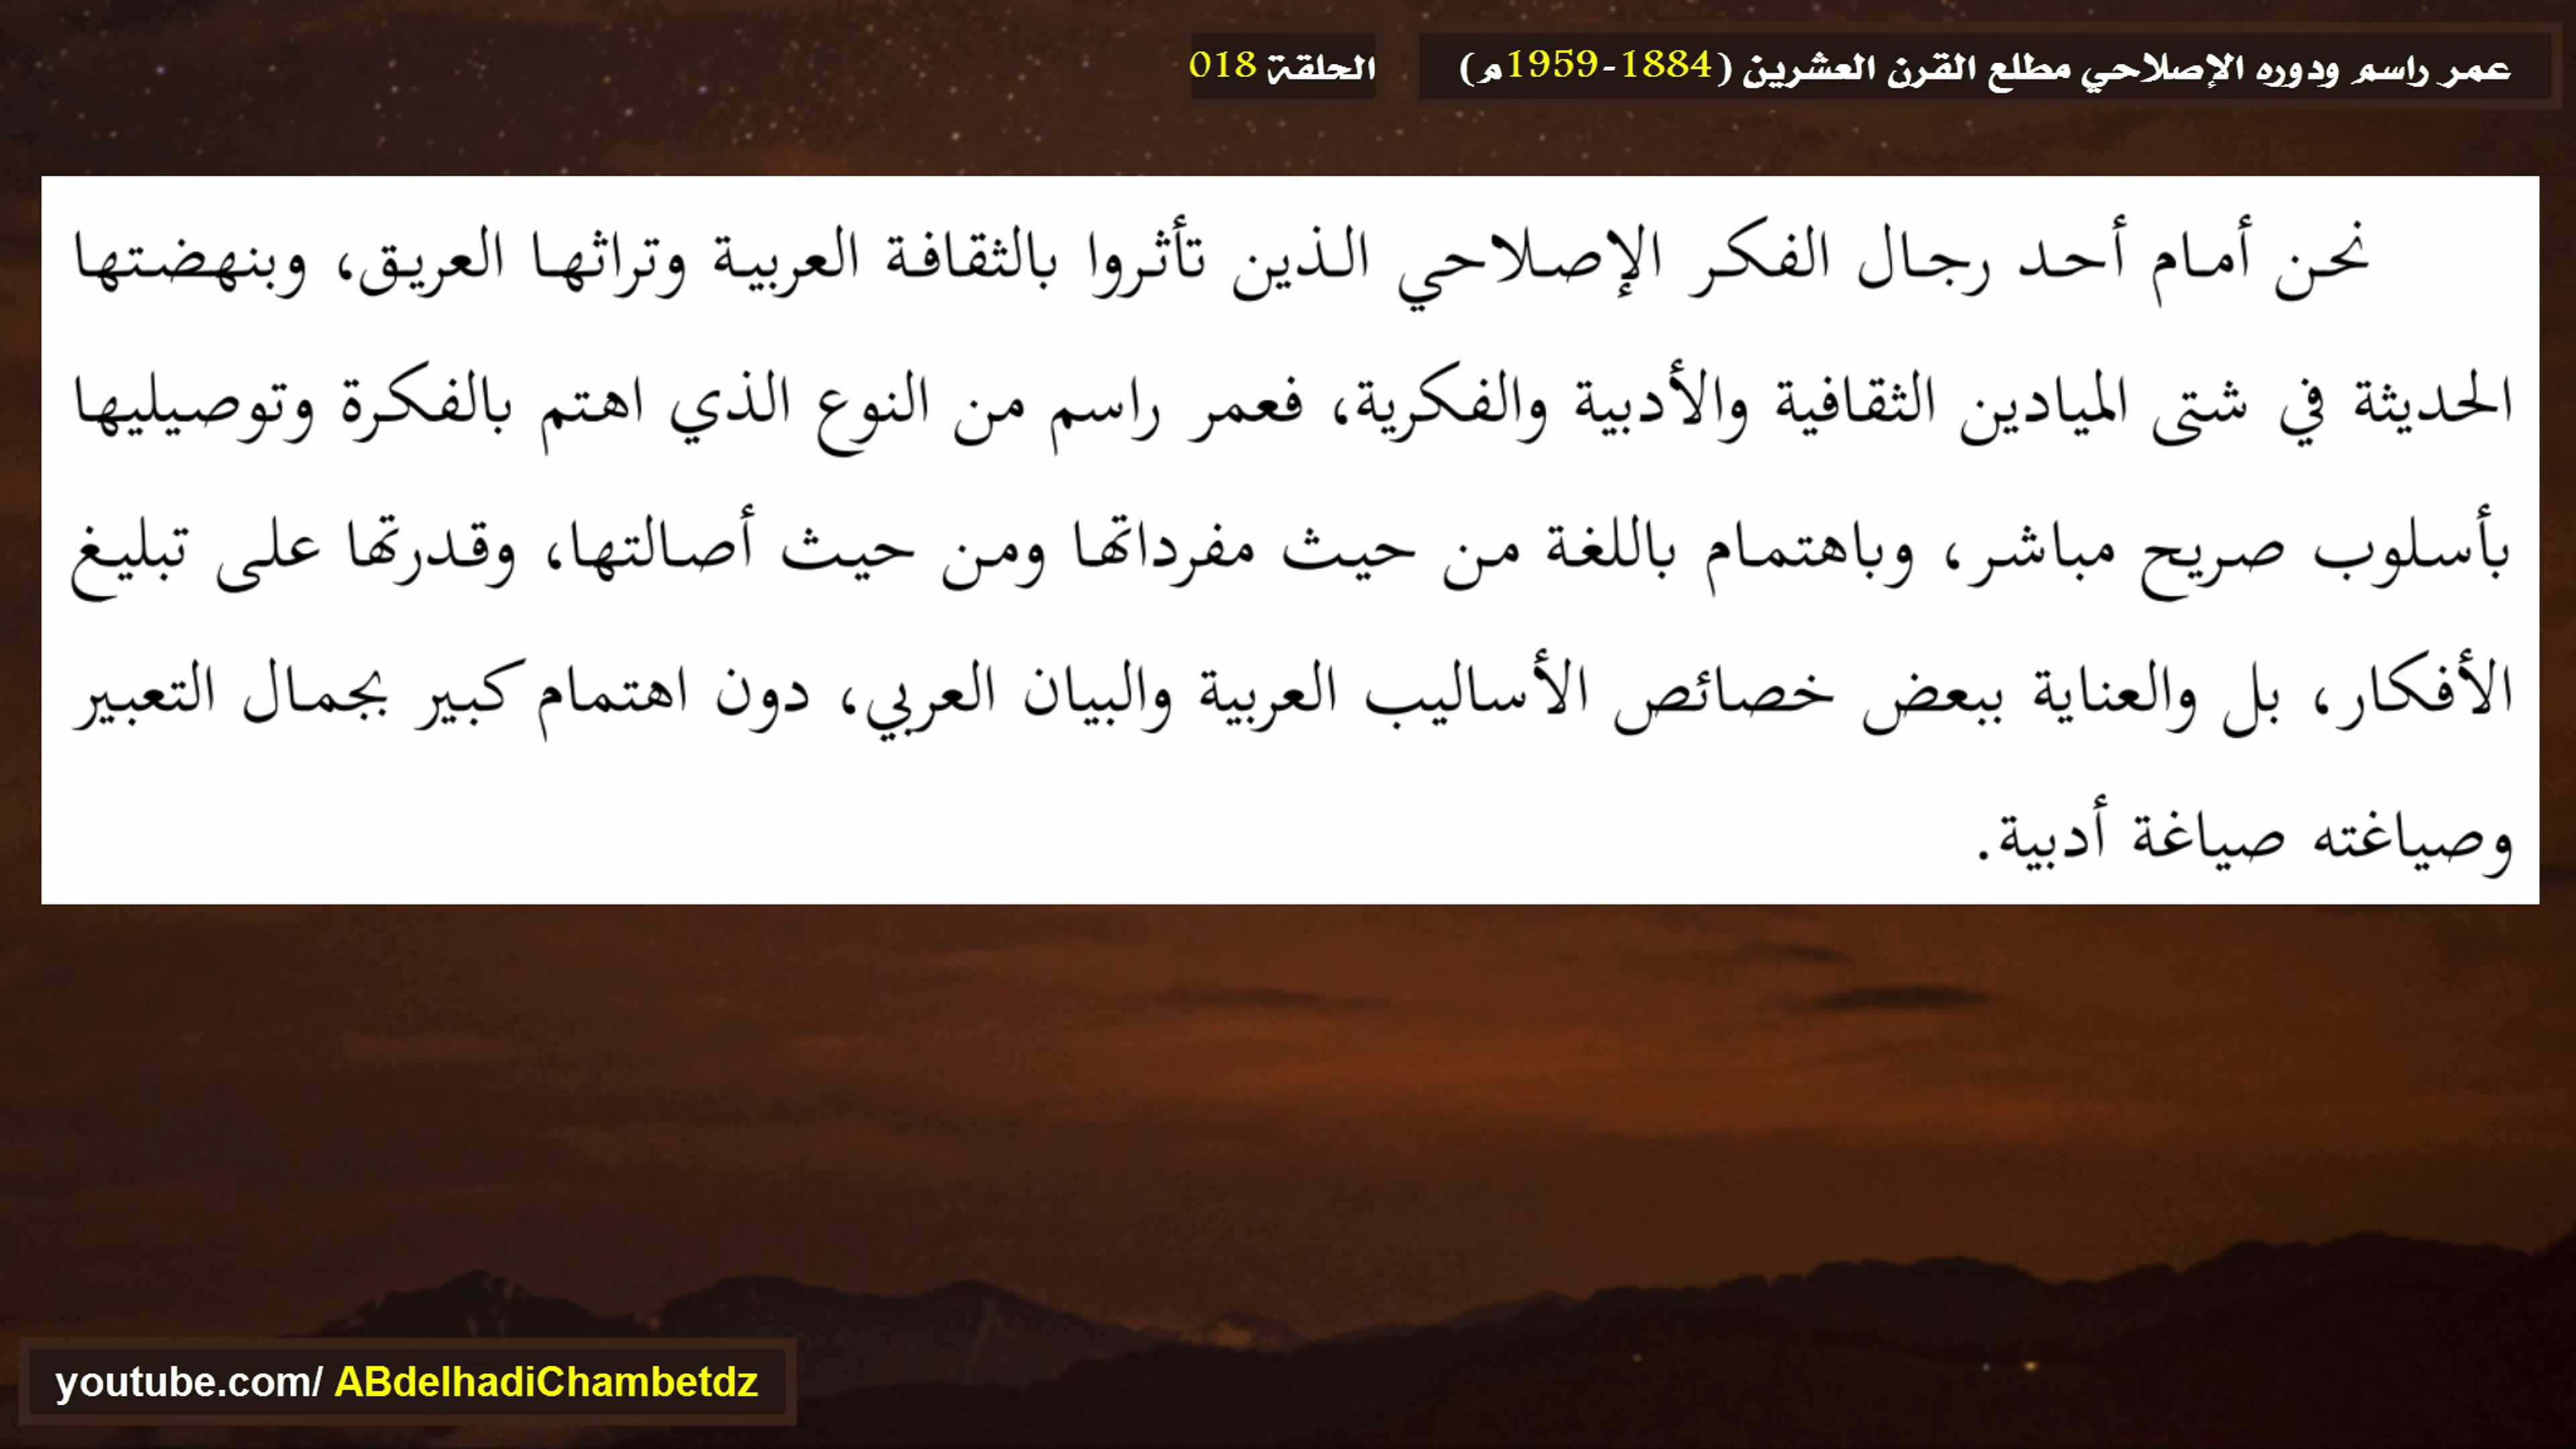 عمر راسم ودوره الإصلاحي مطلع القرن العشرين (1884-1959م) الحلقة 018
نحن أمام أحد رجال الفكر الإصلاحي الذين تأثروا بالثقافة العربية وتراثها العريق، وبنهضتها
الحديثة في شتى الميادين الثقافية والأدبية والفكرية، فعمر راسم من النوع الذي اهتم بالفكرة وتوصيليها
بأسلوب صريح مباشر، وباهتمام باللغة من حيث مفرداتها ومن حيث أصالتها، وقدرتها على تبليغ
الأفكار، بل والعناية ببعض خصائص الأساليب العربية والبيان العربي، دون اهتمام كبير بجمال التعبير
وصياغته صياغة أدبية.
youtube.com/ ABdelhadiChambetdz